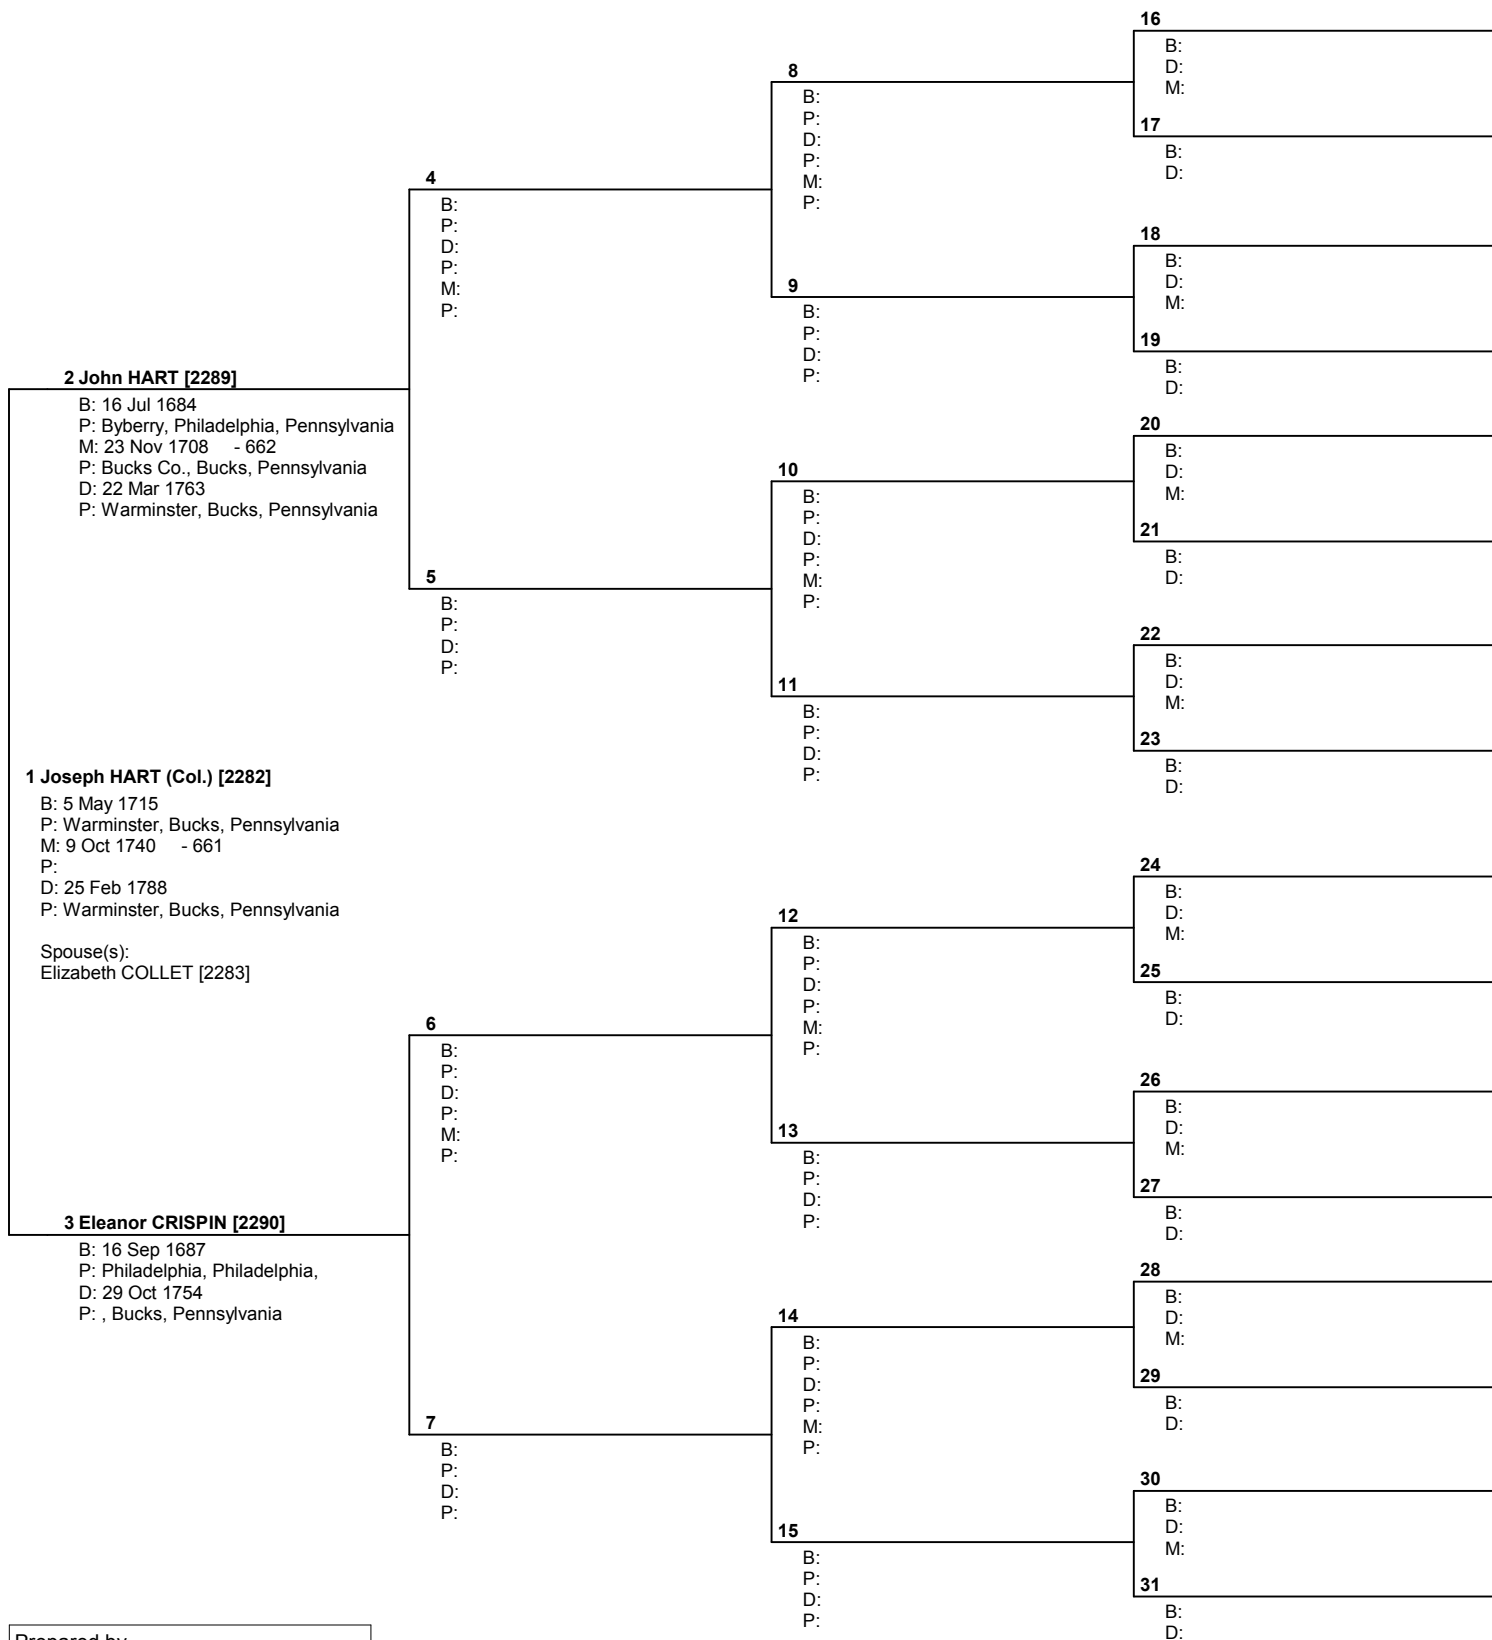 2 John HART [2289]
B: 16 Jul 1684
P: Byberry, Philadelphia, Pennsylvania
M: 23 Nov 1708 - 662
P: Bucks Co., Bucks, Pennsylvania
D: 22 Mar 1763
P: Warminster, Bucks, Pennsylvania
1 Joseph HART (Col.) [2282]
B: 5 May 1715
P: Warminster, Bucks, Pennsylvania
M: 9 Oct 1740 - 661
P:
D: 25 Feb 1788
P: Warminster, Bucks, Pennsylvania
Spouse(s):
Elizabeth COLLET [2283]
3 Eleanor CRISPIN [2290]
B: 16 Sep 1687
P: Philadelphia, Philadelphia,
D: 29 Oct 1754
P: , Bucks, Pennsylvania
Prepared by
4
B:
P:
D:
P:
M:
P:
5
B:
P:
D:
P:
6
B:
P:
D:
P:
M:
P:
7
B:
P:
D:
P:
8
B:
P:
D:
P:
M:
P:
9
B:
P:
D:
P:
10
B:
P:
D:
P:
M:
P:
11
B:
P:
D:
P:
12
B:
P:
D:
P:
M:
P:
13
B:
P:
D:
P:
14
B:
P:
D:
P:
M:
P:
15
B:
P:
D:
P:
16
B:
D:
M:
17
B:
D:
18
B:
D:
M:
19
B:
D:
20
B:
D:
M:
21
B:
D:
22
B:
D:
M:
23
B:
D:
24
B:
D:
M:
25
B:
D:
26
B:
D:
M:
27
B:
D:
28
B:
D:
M:
29
B:
D:
30
B:
D:
M:
31
B:
D: